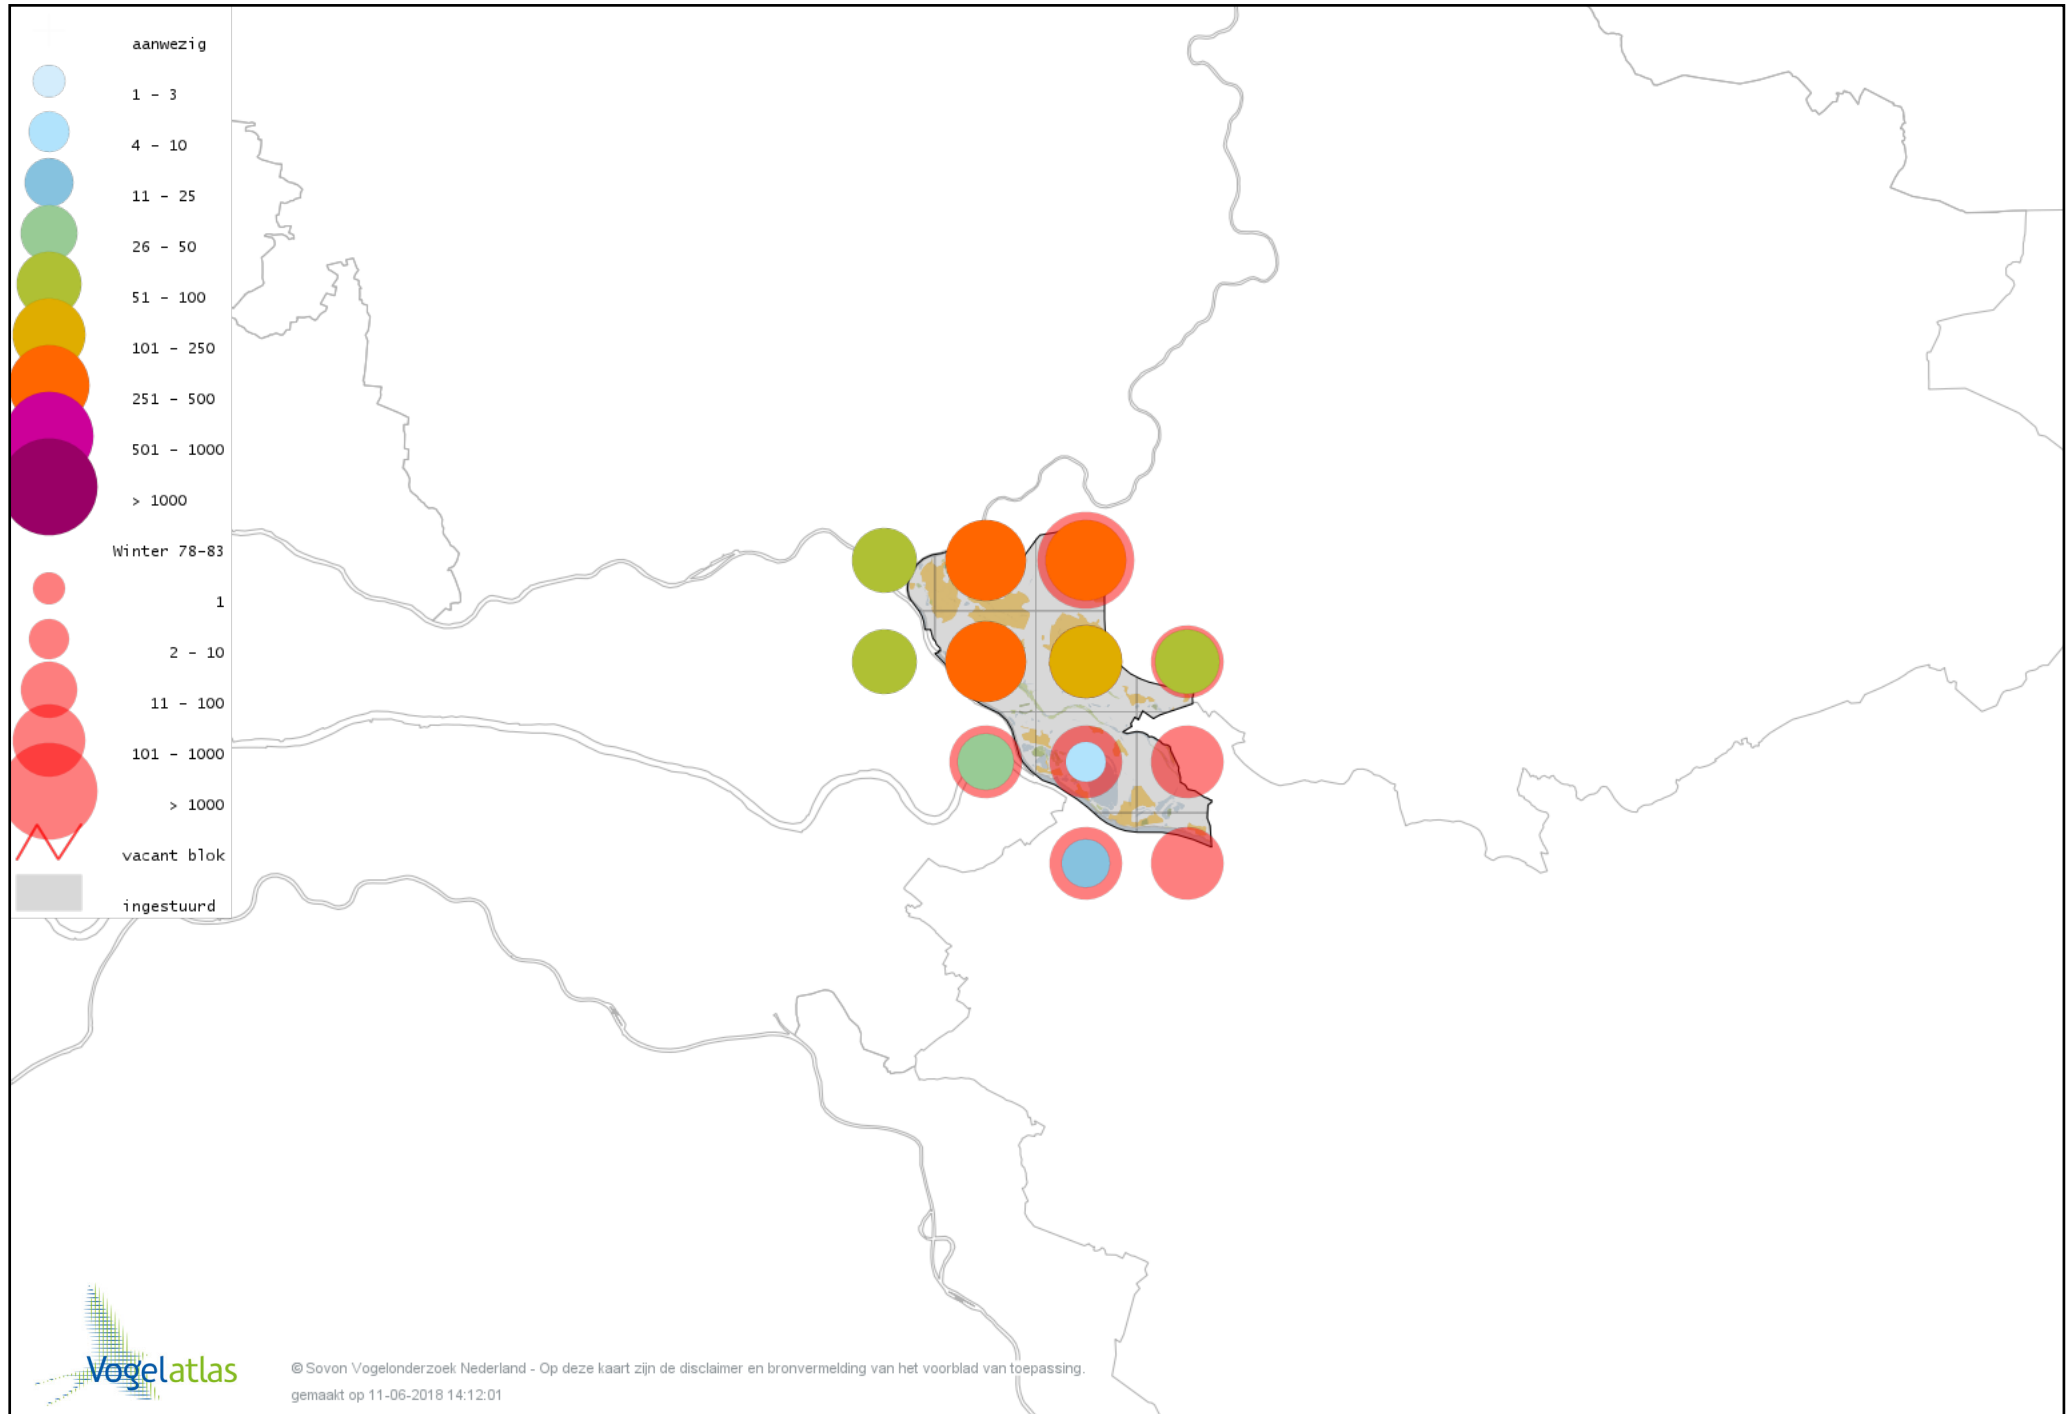 aanwezig
1 - 3
4 - 10
11 - 25
26 - 50
51 - 100
101 - 250
251 - 500
501 - 1000
> 1000
Winter 78-83
1
2 - 10
11 - 100
101 - 1000
> 1000
vacant blok
ingestuurd
Vogelatlas
© Sovon Vogelonderzoek Nederland - Op deze kaart zijn de disclaimer en bronvermelding van het voorblad van toepassing.
gemaakt op 11-06-2018 14:12:01